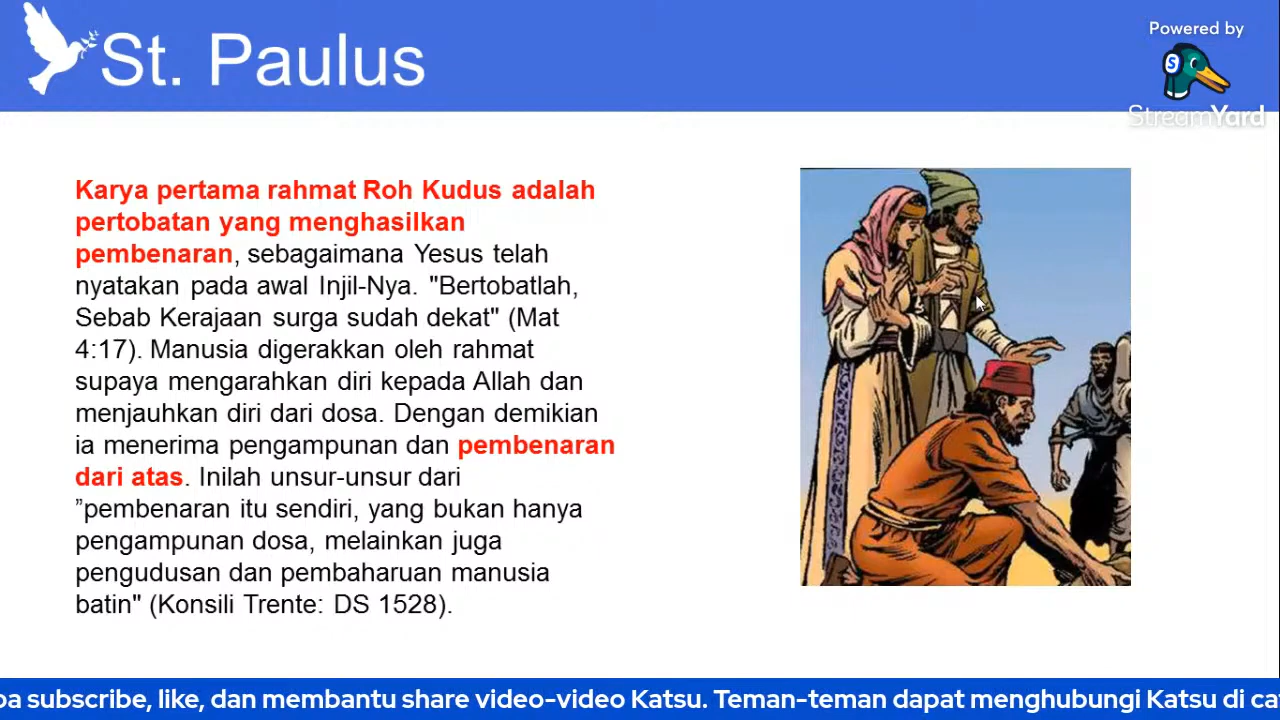 St. Paulus
Powered by
S
StreamYard
Karya pertama rahmat Roh Kudus adalah
pertobatan yang menghasilkan
pembenaran, sebagaimana Yesus telah
nyatakan pada awal Injil-Nya. "Bertobatlah,
Sebab Kerajaan surga sudah dekat" (Mat
4:17). Manusia digerakkan oleh rahmat
supaya mengarahkan diri kepada Allah dan
menjauhkan diri dari dosa. Dengan demikian
ia menerima pengampunan dan pembenaran
dari atas. Inilah unsur-unsur dari
”pembenaran itu sendiri, yang bukan hanya
pengampunan dosa, melainkan juga
pengudusan dan pembaharuan manusia
batin" (Konsili Trente: DS 1528).
subscribe, like, dan membantu share video-video Katsu. Teman-teman dapat menghubungi Katsu di